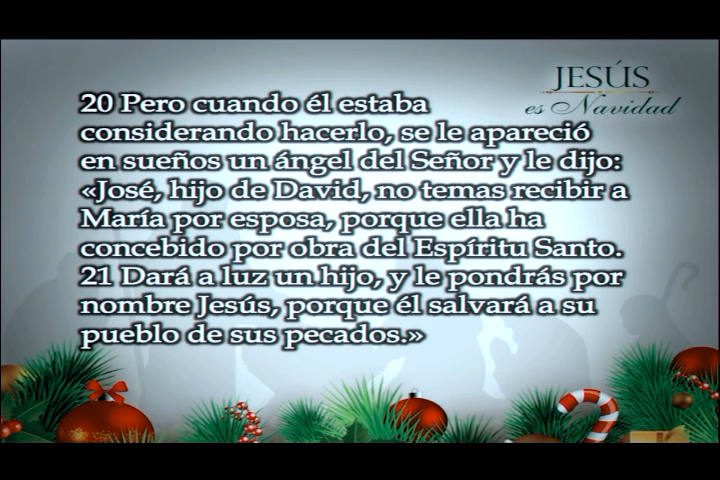 JESÚS
es Navidad
20 Pero cuando él estaba
considerando hacerlo, se le apareció
en sueños un ángel del Señor y le dijo:
«José, hijo de David, no temas recibir a
María por esposa, porque ella ha
concebido por obra del Espíritu Santo.
21 Dará a luz un hijo, y le pondrás por
nombre Jesús, porque él salvará a su
pueblo de sus pecados.»